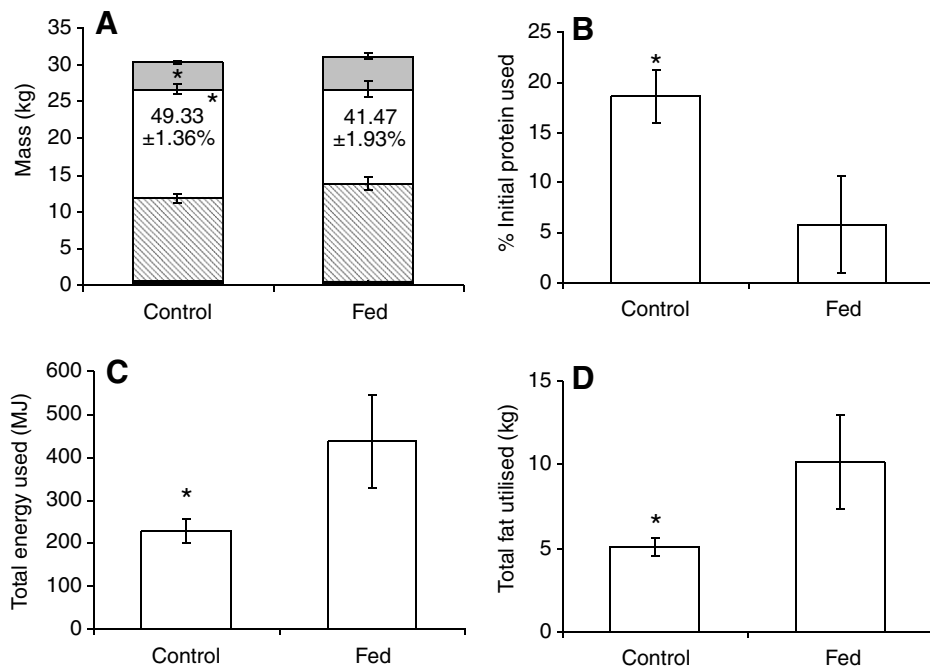 A
Mass (kg)
35
30
25
20
15
10
5
0
*
*
49.33
±1.36%
41.47
±1.93%
Control
Fed
B
% Initial protein used
25
20
15
10
5
0
*
Control
Fed
C
Total energy used (MJ)
600
500
400
300
200
100
0
*
Control
Fed
D
Total fat utilised (kg)
15
10
5
0
*
Control
Fed